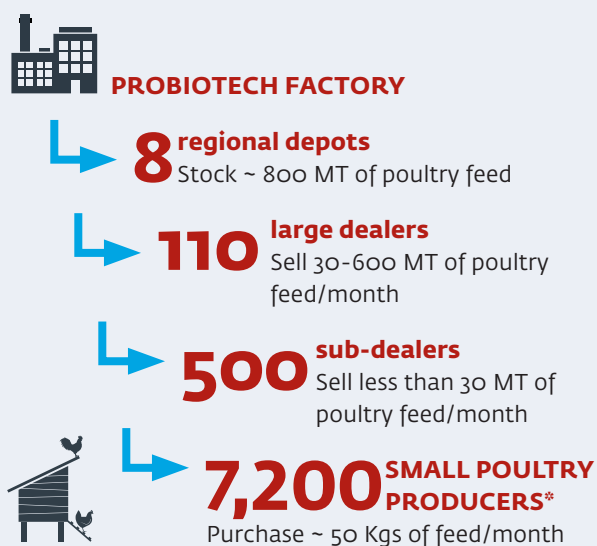 PROBIOTECH FACTORY
8 regional depots
Stock ~ 800 MT of poultry feed
110 large dealers
Sell 30-600 MT of poultry
feed/month
500 sub-dealers
Sell less than 30 MT of
poultry feed/month
7,200 SMALL POULTRY
PRODUCERS*
Purchase ~ 50 Kgs of feed/month